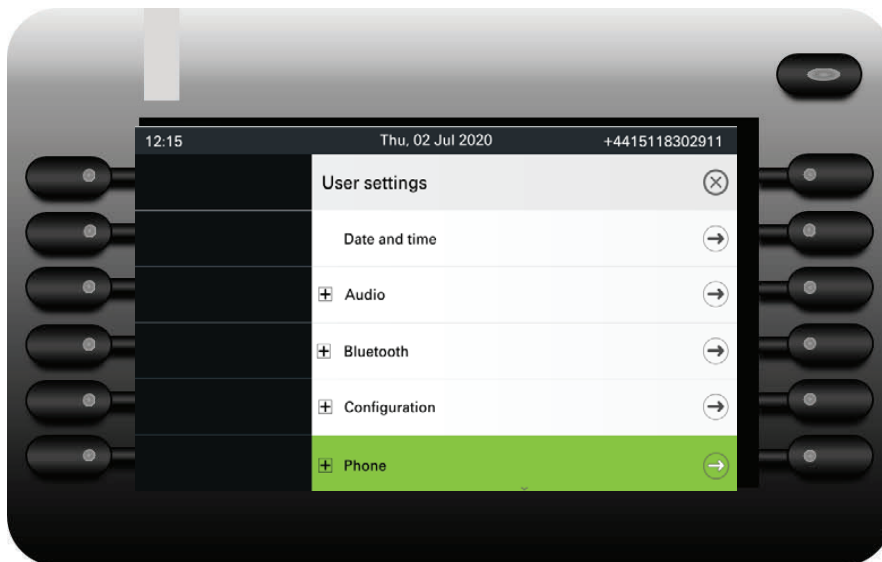 12:15 Thu, 02 Jul 2020 +4415118302911
User settings
Date and time
Audio
Bluetooth
Configuration
Phone